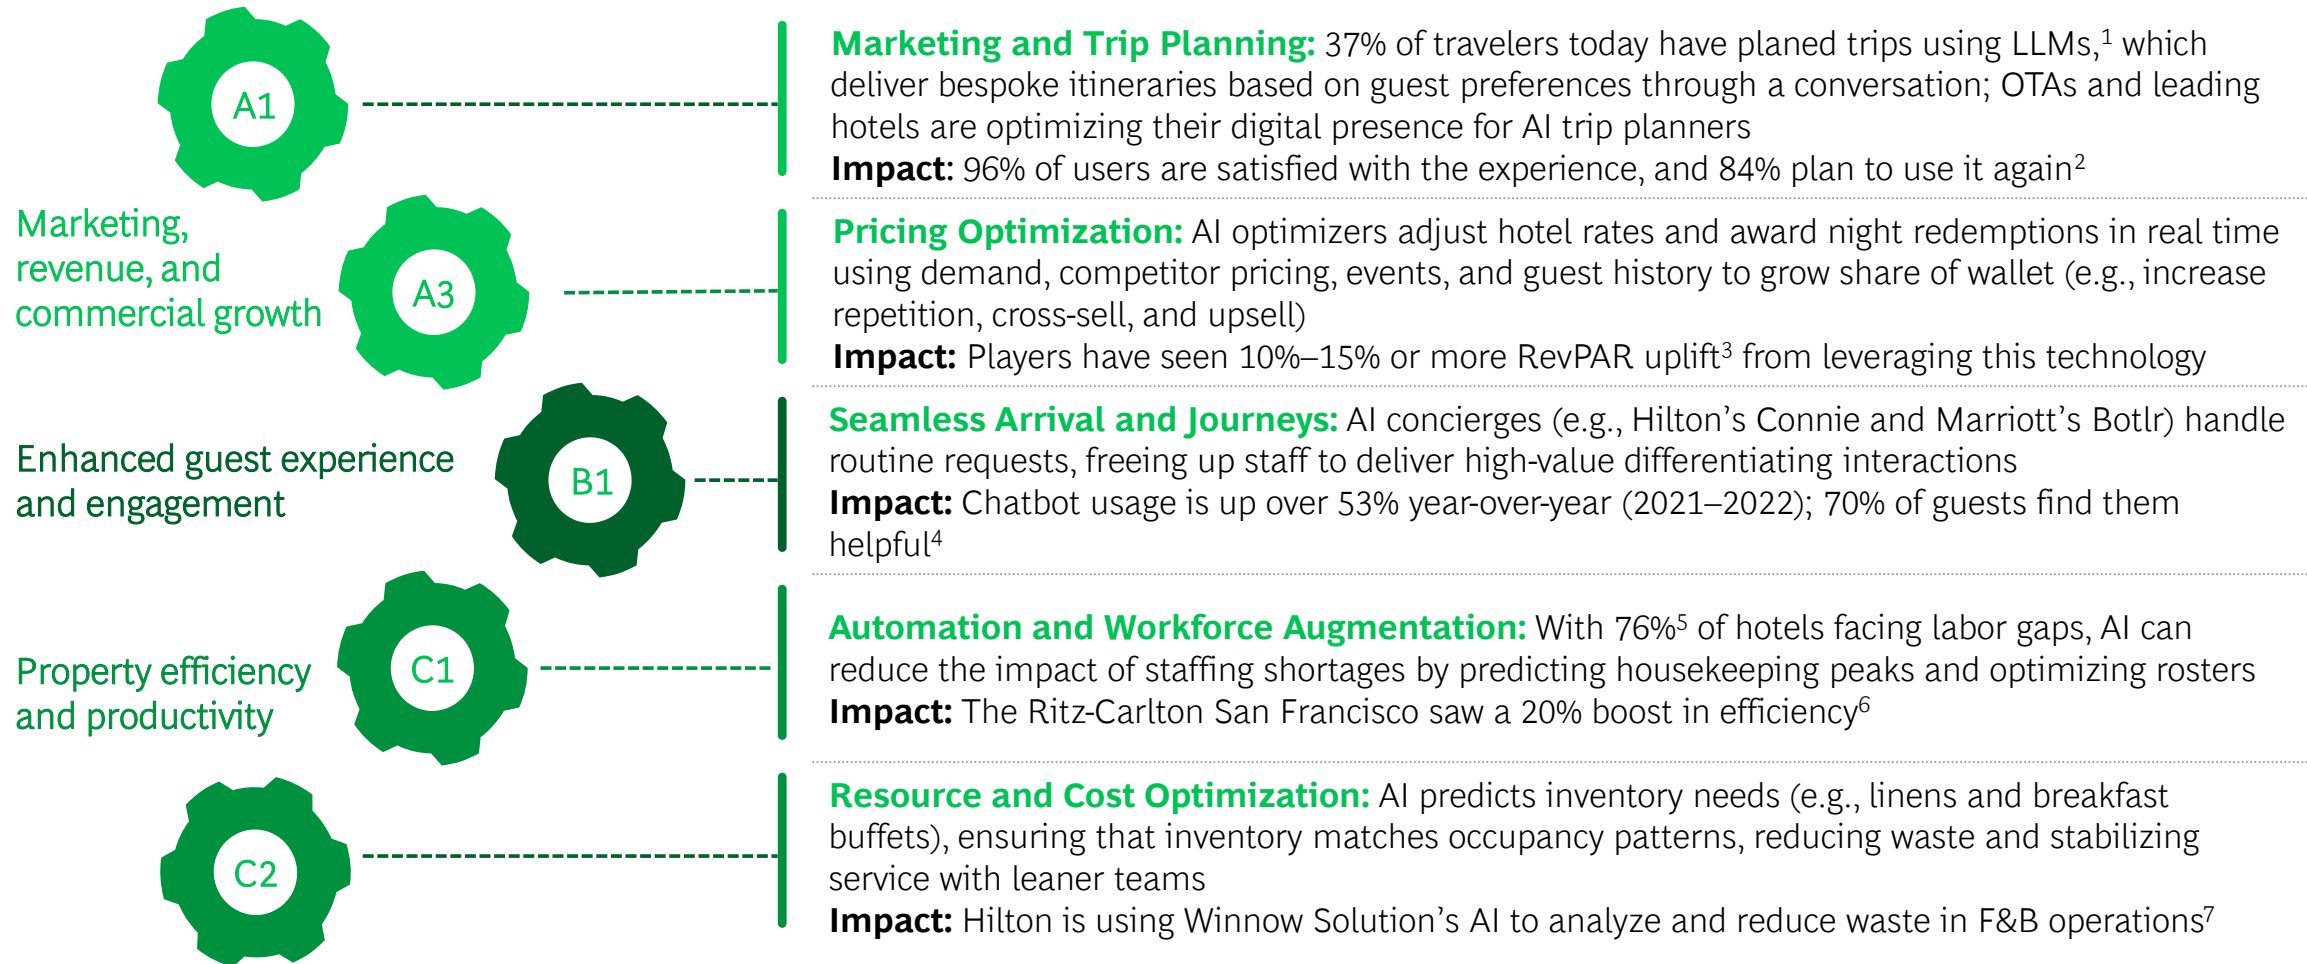 A1
Marketing and Trip Planning: 37% of travelers today have planed trips using LLMs,¹ which
deliver bespoke itineraries based on guest preferences through a conversation; OTAs and leading
hotels are optimizing their digital presence for AI trip planners
Impact: 96% of users are satisfied with the experience, and 84% plan to use it again²
Marketing,
revenue, and
commercial growth
A3
Pricing Optimization: AI optimizers adjust hotel rates and award night redemptions in real time
using demand, competitor pricing, events, and guest history to grow share of wallet (e.g., increase
repetition, cross-sell, and upsell)
Impact: Players have seen 10%–15% or more RevPAR uplift³ from leveraging this technology
Enhanced guest experience
and engagement
B1
Seamless Arrival and Journeys: AI concierges (e.g., Hilton’s Connie and Marriott’s Botlr) handle
routine requests, freeing up staff to deliver high-value differentiating interactions
Impact: Chatbot usage is up over 53% year-over-year (2021–2022); 70% of guests find them
helpful⁴
Property efficiency
and productivity
C1
Automation and Workforce Augmentation: With 76%⁵ of hotels facing labor gaps, AI can
reduce the impact of staffing shortages by predicting housekeeping peaks and optimizing rosters
Impact: The Ritz-Carlton San Francisco saw a 20% boost in efficiency⁶
C2
Resource and Cost Optimization: AI predicts inventory needs (e.g., linens and breakfast
buffets), ensuring that inventory matches occupancy patterns, reducing waste and stabilizing
service with leaner teams
Impact: Hilton is using Winnow Solution’s AI to analyze and reduce waste in F&B operations⁷